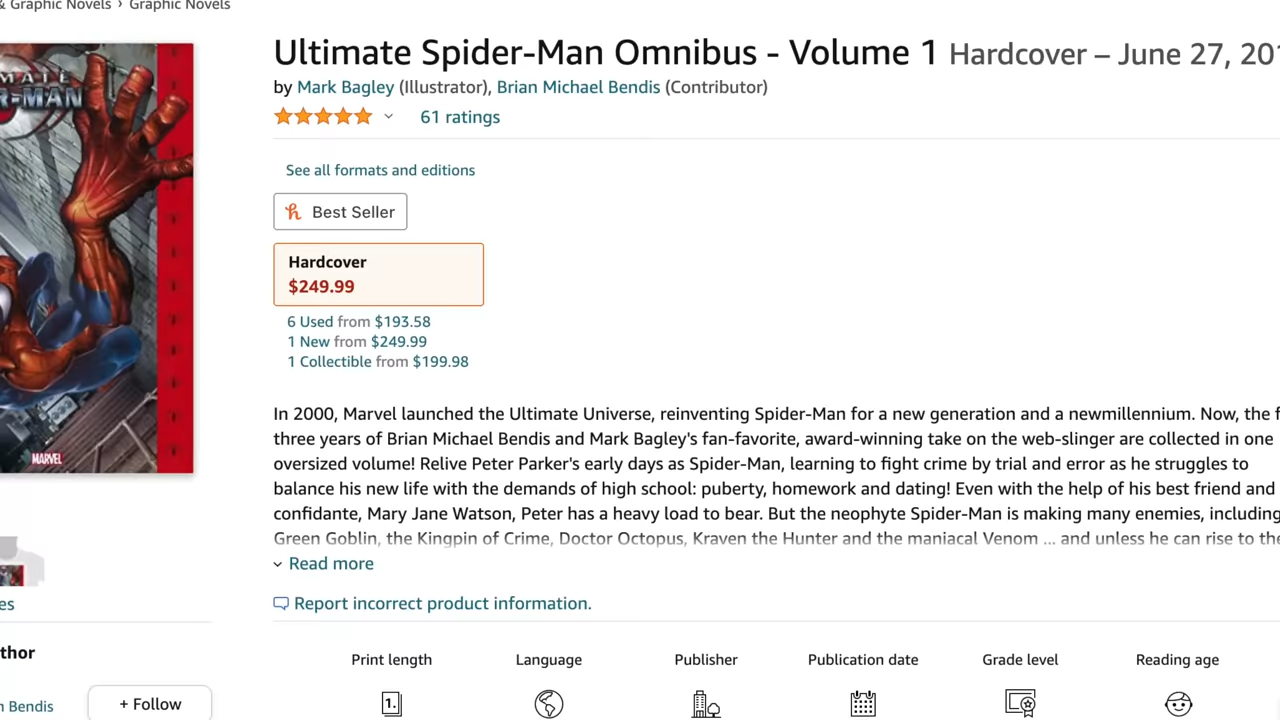 & Graphic Novels › Graphic Novels
Ultimate Spider-Man Omnibus - Volume 1 Hardcover – June 27, 20
by Mark Bagley (Illustrator), Brian Michael Bendis (Contributor)
61 ratings
See all formats and editions
Best Seller
Hardcover
$249.99
6 Used from $193.58
1 New from $249.99
1 Collectible from $199.98
In 2000, Marvel launched the Ultimate Universe, reinventing Spider-Man for a new generation and a newmillennium. Now, the f
three years of Brian Michael Bendis and Mark Bagley's fan-favorite, award-winning take on the web-slinger are collected in one
oversized volume! Relive Peter Parker's early days as Spider-Man, learning to fight crime by trial and error as he struggles to
balance his new life with the demands of high school: puberty, homework and dating! Even with the help of his best friend and
confidante, Mary Jane Watson, Peter has a heavy load to bear. But the neophyte Spider-Man is making many enemies, including
Green Goblin, the Kingpin of Crime, Doctor Octopus, Kraven the Hunter and the maniacal Venom ... and unless he can rise to the
Read more
Report incorrect product information.
Print length
Language
Publisher
Publication date
Grade level
Reading age
1.
MATE
R-MAN
MARVEL
es
thor
n Bendis
+ Follow